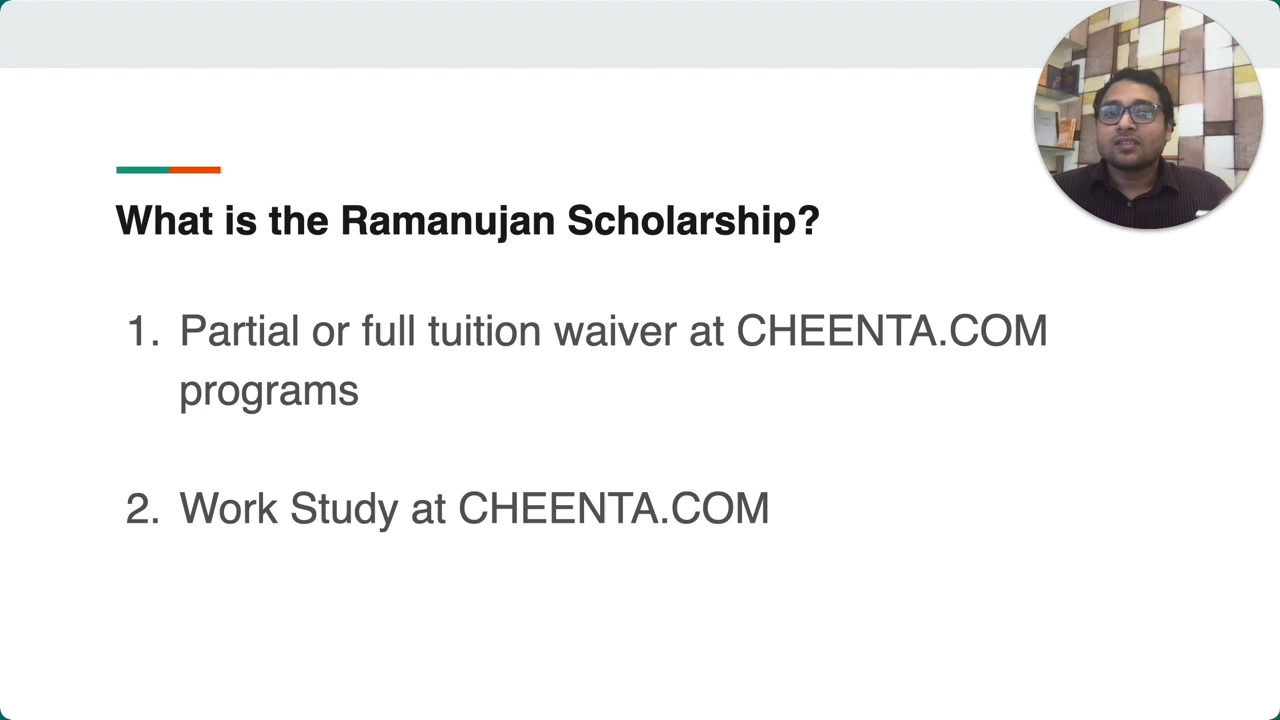 What is the Ramanujan Scholarship?
1. Partial or full tuition waiver at CHEENTA.COM
programs
2. Work Study at CHEENTA.COM